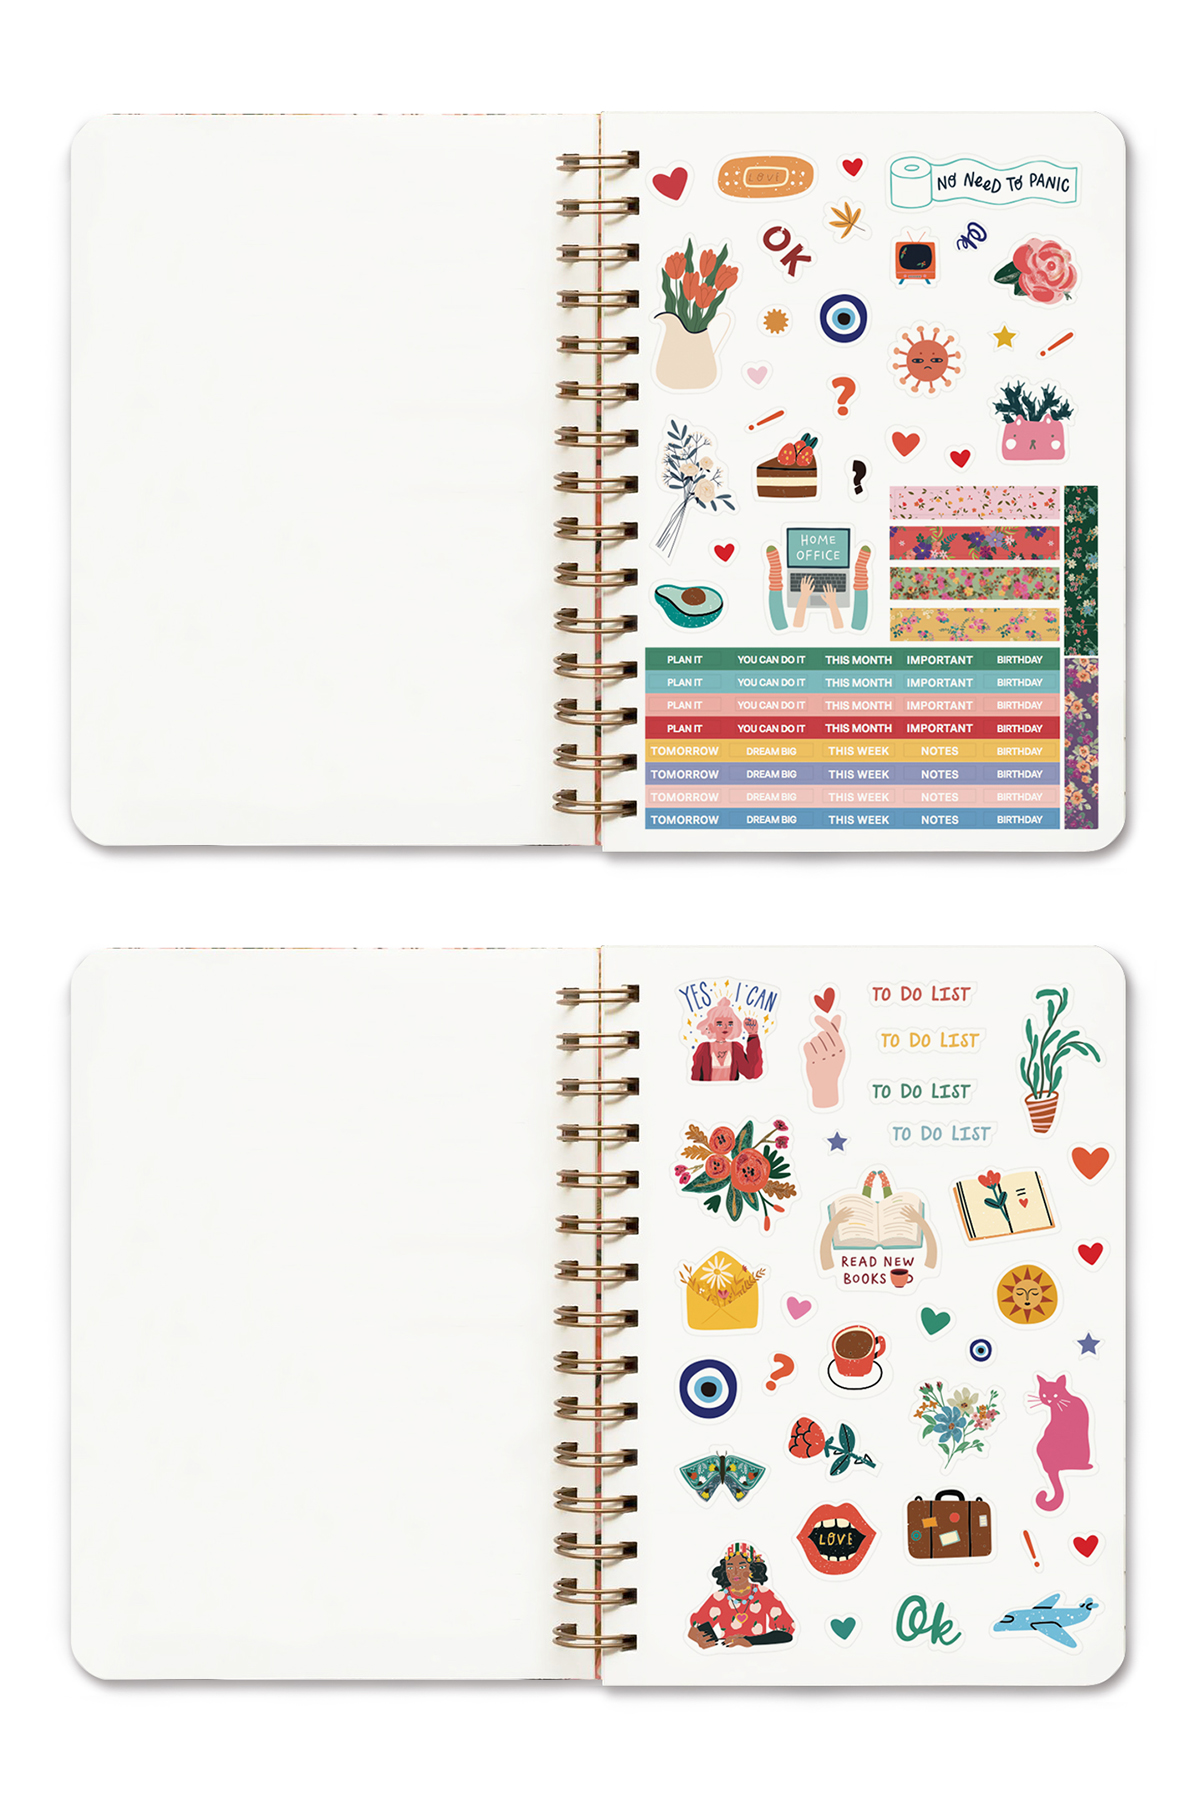 LOVE
NO NEED TO PANIC
OK
Ok
?
?
HOME
OFFICE
PLAN IT YOU CAN DO IT THIS MONTH IMPORTANT BIRTHDAY
PLAN IT YOU CAN DO IT THIS MONTH IMPORTANT BIRTHDAY
PLAN IT YOU CAN DO IT THIS MONTH IMPORTANT BIRTHDAY
PLAN IT YOU CAN DO IT THIS MONTH IMPORTANT BIRTHDAY
TOMORROW DREAM BIG THIS WEEK NOTES BIRTHDAY
TOMORROW DREAM BIG THIS WEEK NOTES BIRTHDAY
TOMORROW DREAM BIG THIS WEEK NOTES BIRTHDAY
TOMORROW DREAM BIG THIS WEEK NOTES BIRTHDAY
YES I CAN
TO DO LIST
TO DO LIST
TO DO LIST
TO DO LIST
READ NEW
BOOKS
?
LOVE
Ok